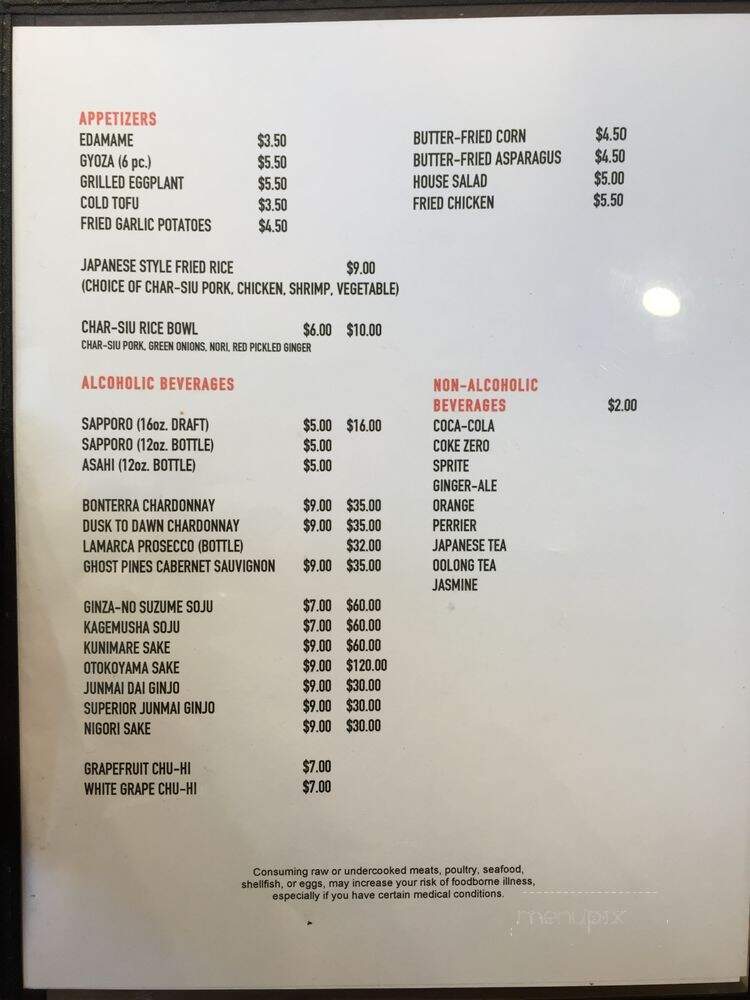 APPETIZERS
EDAMAME $3.50
GYOZA (6 pc.) $5.50
GRILLED EGGPLANT $5.50
COLD TOFU $3.50
FRIED GARLIC POTATOES $4.50
BUTTER-FRIED CORN $4.50
BUTTER-FRIED ASPARAGUS $4.50
HOUSE SALAD $5.00
FRIED CHICKEN $5.50
JAPANESE STYLE FRIED RICE $9.00
(CHOICE OF CHAR-SIU PORK, CHICKEN, SHRIMP, VEGETABLE)
CHAR-SIU RICE BOWL $6.00 $10.00
CHAR-SIU PORK, GREEN ONIONS, NORI, RED PICKLED GINGER
ALCOHOLIC BEVERAGES
SAPPORO (16oz. DRAFT) $5.00 $16.00
SAPPORO (12oz. BOTTLE) $5.00
ASAHI (12oz. BOTTLE) $5.00
BONTERRA CHARDONNAY $9.00 $35.00
DUSK TO DAWN CHARDONNAY $9.00 $35.00
LAMARCA PROSECCO (BOTTLE) $32.00
GHOST PINES CABERNET SAUVIGNON $9.00 $35.00
GINZA-NO SUZUME SOJU $7.00 $60.00
KAGEMUSHA SOJU $7.00 $60.00
KUNIMARE SAKE $9.00 $60.00
OTOKOYAMA SAKE $9.00 $120.00
JUNMAI DAI GINJO $9.00 $30.00
SUPERIOR JUNMAI GINJO $9.00 $30.00
NIGORI SAKE $9.00 $30.00
GRAPEFRUIT CHU-HI $7.00
WHITE GRAPE CHU-HI $7.00
NON-ALCOHOLIC
BEVERAGES $2.00
COCA-COLA
COKE ZERO
SPRITE
GINGER-ALE
ORANGE
PERRIER
JAPANESE TEA
OOLONG TEA
JASMINE
Consuming raw or undercooked meats, poultry, seafood,
shellfish, or eggs, may increase your risk of foodborne illness,
especially if you have certain medical conditions.
menupix